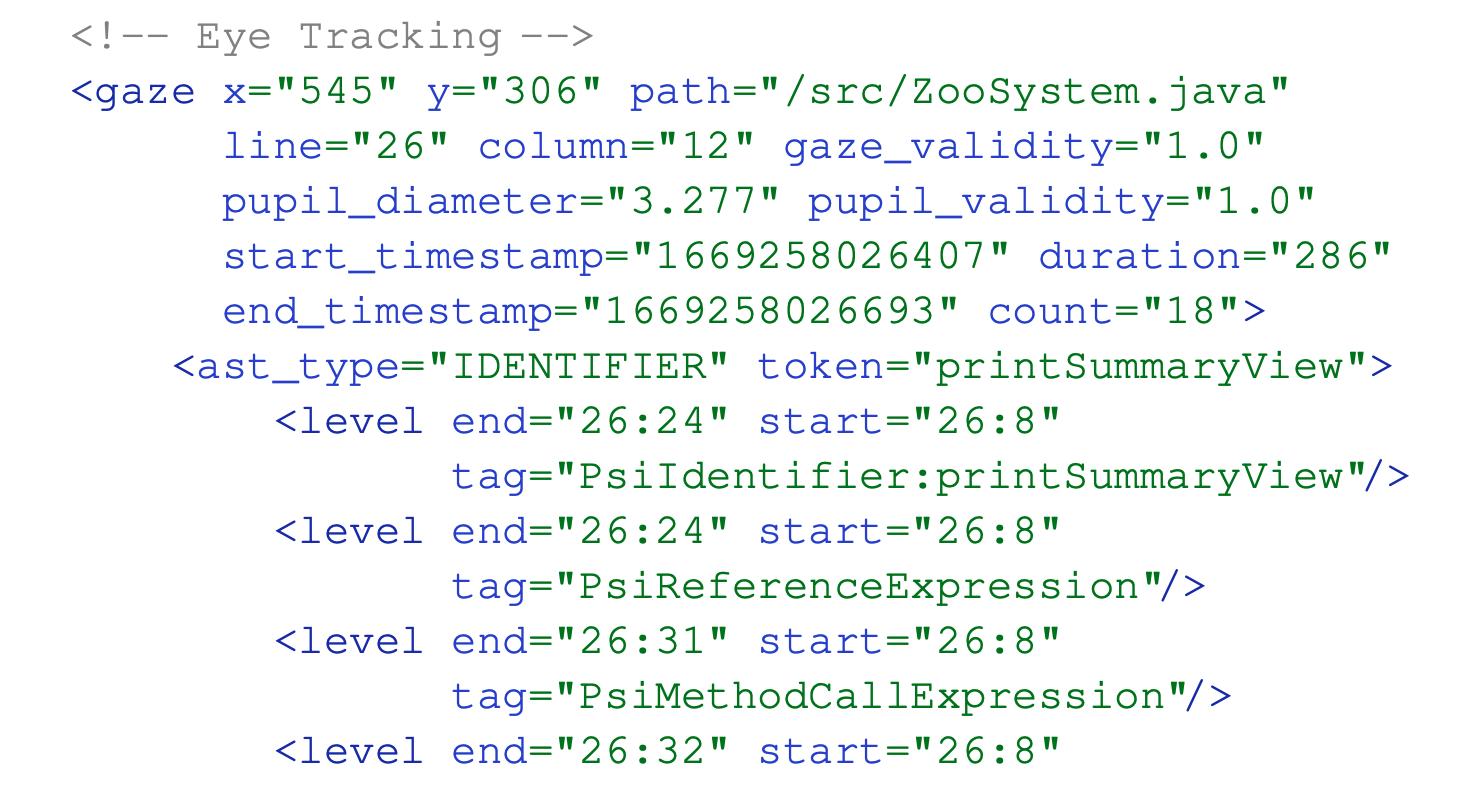 <!-- Eye Tracking -->
<gaze x="545" y="306" path="/src/ZooSystem.java"
line="26" column="12" gaze_validity="1.0"
pupil_diameter="3.277" pupil_validity="1.0"
start_timestamp="1669258026407" duration="286"
end_timestamp="1669258026693" count="18">
<ast_type="IDENTIFIER" token="printSummaryView">
<level end="26:24" start="26:8"
tag="PsiIdentifier:printSummaryView"/>
<level end="26:24" start="26:8"
tag="PsiReferenceExpression"/>
<level end="26:31" start="26:8"
tag="PsiMethodCallExpression"/>
<level end="26:32" start="26:8"